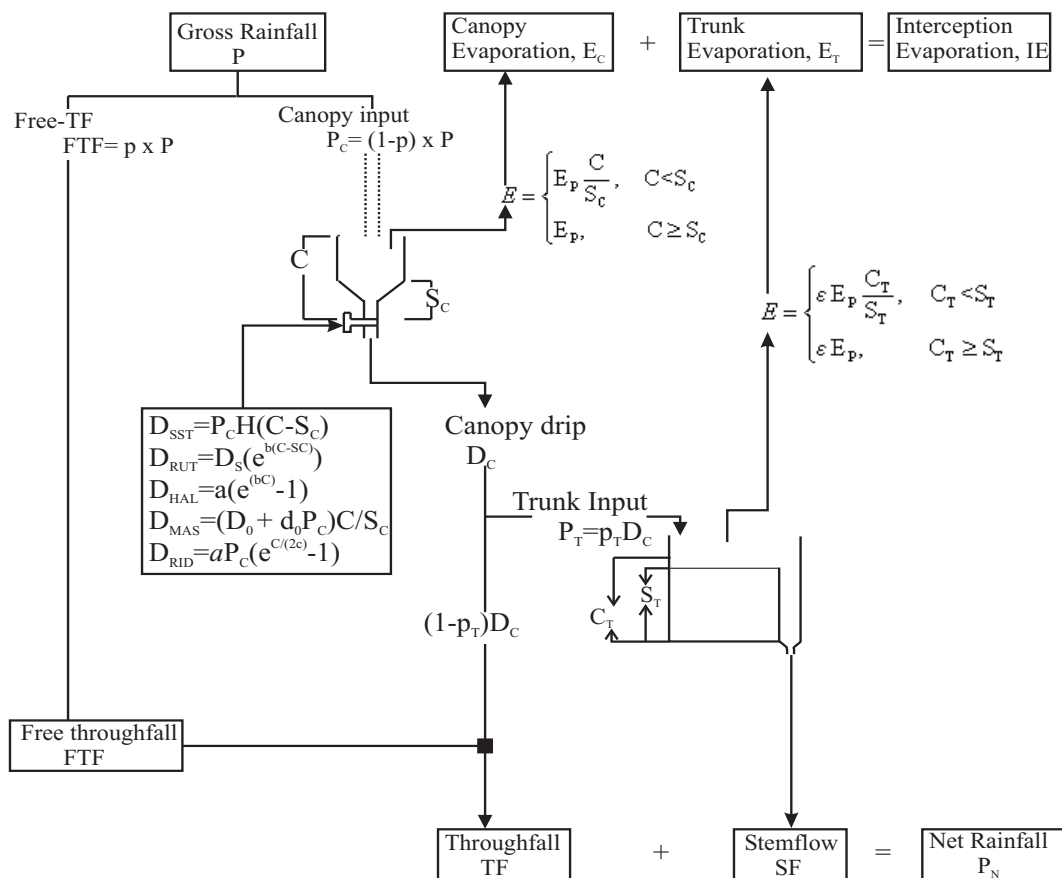 Gross Rainfall
P
Canopy
Evaporation, E_C
+
Trunk
Evaporation, E_T
=
Interception
Evaporation, IE
Free-TF
FTF= p x P
Canopy input
P_C= (1-p) x P
E = { E_P C/S_C, C<S_C
E_P, C ≥ S_C
C
S_C
E = { ε E_P C_T/S_T, C_T <S_T
ε E_P, C_T ≥ S_T
D_SST=P_CH(C-S_C)
D_RUT=D_S(e^b(C-SC))
D_HAL=a(e^(bC)-1)
D_MAS=(D_0 + d_0P_C)C/S_C
D_RID=aP_C(e^C/(2c)-1)
Canopy drip
D_C
Trunk Input
P_T=p_TD_C
S_T
C_T
(1-p_T)D_C
Free throughfall
FTF
Throughfall
TF
+
Stemflow
SF
=
Net Rainfall
P_N